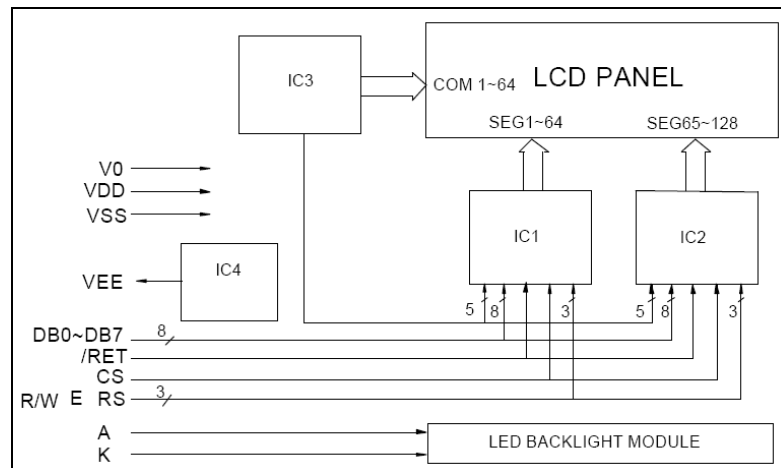 IC3
LCD PANEL
COM 1~64
SEG1~64 SEG65~128
V0
VDD
VSS
IC1 IC2
IC4
VEE
5 8 3 5 8 3
DB0~DB7 8
/RET
CS
R/W E RS 3
A
K
LED BACKLIGHT MODULE